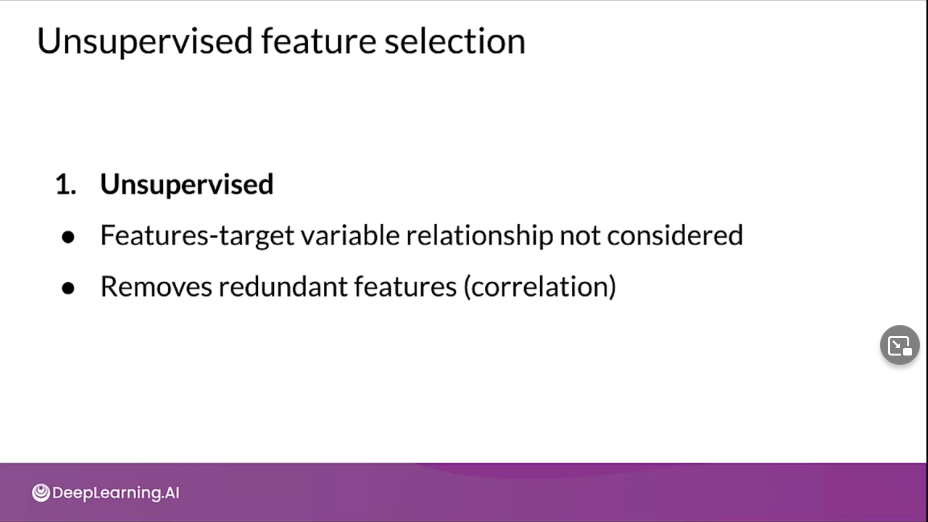 Unsupervised feature selection
1. Unsupervised
● Features-target variable relationship not considered
● Removes redundant features (correlation)
DeepLearning.AI